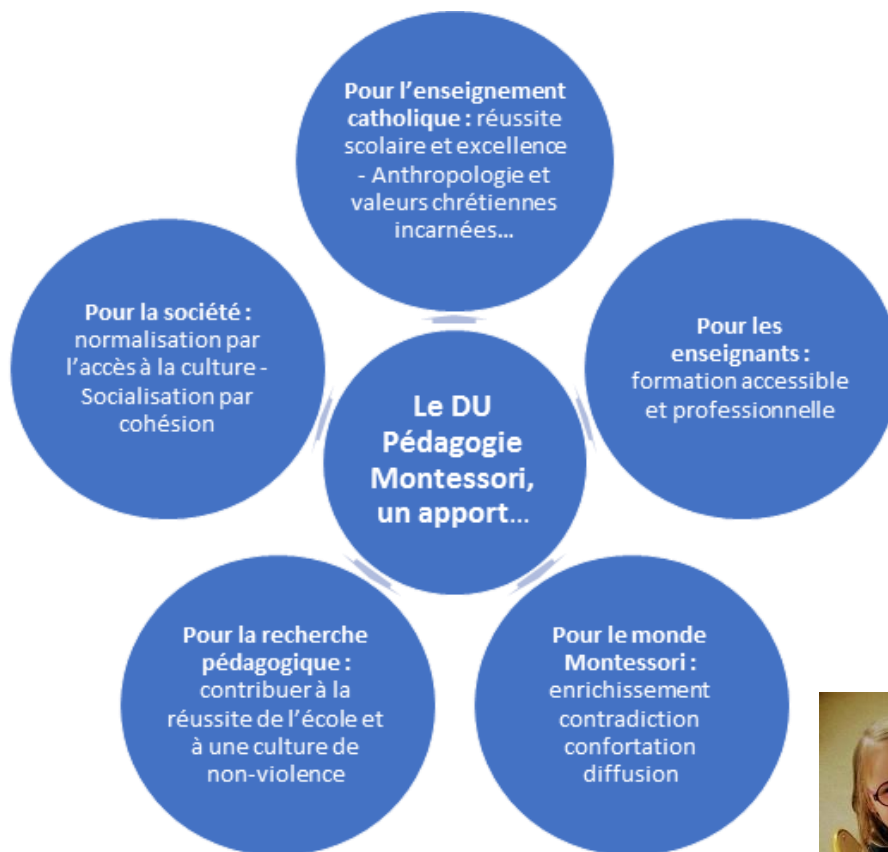 Pour l’enseignement
catholique : réussite
scolaire et excellence
- Anthropologie et
valeurs chrétiennes
incarnées…
Pour la société :
normalisation par
l’accès à la culture -
Socialisation par
cohésion
Pour les
enseignants :
formation accessible
et professionnelle
Le DU
Pédagogie
Montessori,
un apport…
Pour la recherche
pédagogique :
contribuer à la
réussite de l’école et
à une culture de
non-violence
Pour le monde
Montessori :
enrichissement
contradiction
confortation
diffusion